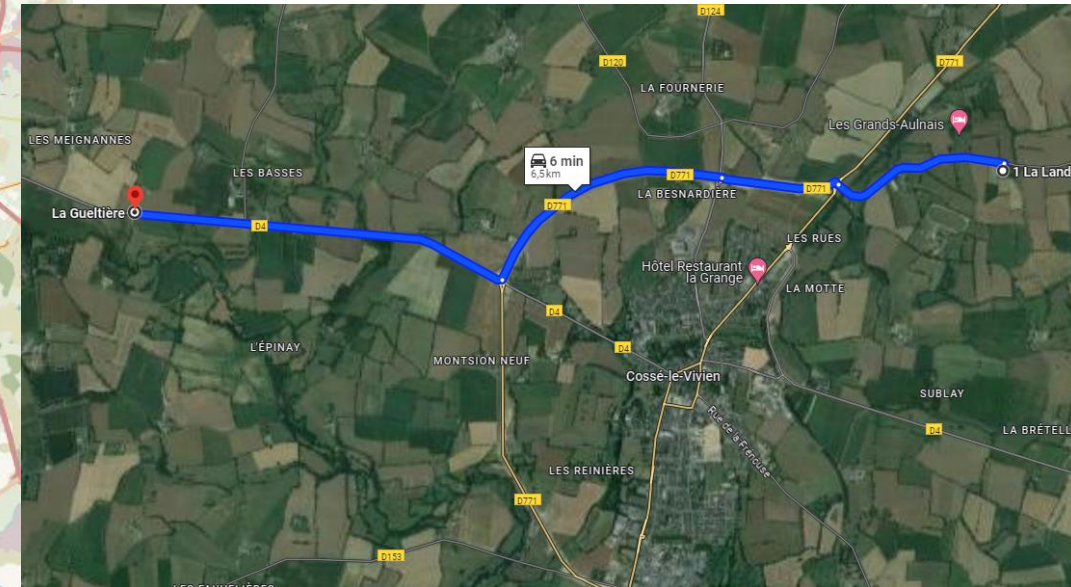 D124
D771
D120
LA FOURNERIE
Les Grands-Aulnais
LES MEIGNANNES
6 min
6,5 km
LES BASSES
D771
1 La Land
LA BESNARDIÈRE
D771
D771
La Gueltière
D4
LES RUES
Hôtel Restaurant
la Grange
LA MOTTE
D4
L'ÉPINAY
D4
MONTSION NEUF
Cossé-le-Vivien
SUBLAY
Rue de la Frénouse
D4
LA BRÉTELL
LES REINIÈRES
D771
D153
LES FAUVELIÈRES